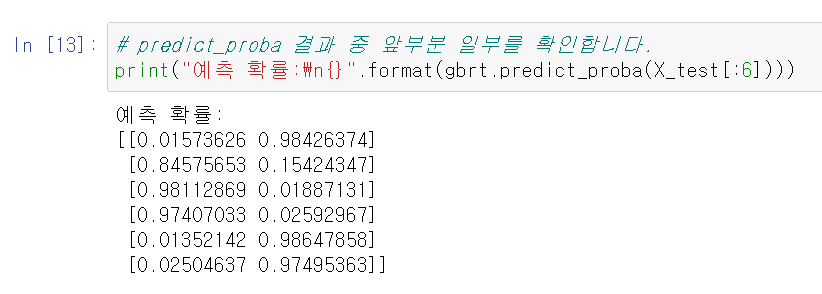 In [13]: # predict_proba 결과 중 앞부분 일부를 확인합니다.
print("예측 확률:₩n{}".format(gbrt.predict_proba(X_test[:6])))
예측 확률:
[[0.01573626 0.98426374]
[0.84575653 0.15424347]
[0.98112869 0.01887131]
[0.97407033 0.02592967]
[0.01352142 0.98647858]
[0.02504637 0.97495363]]